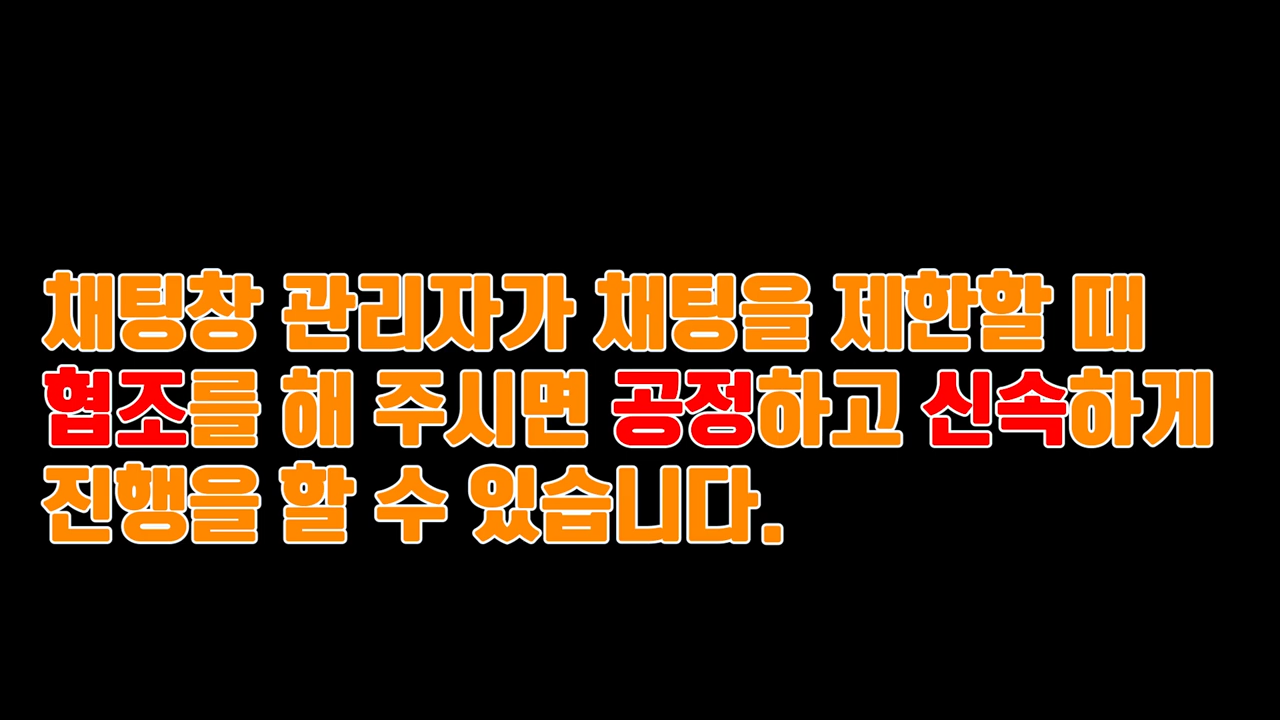 채팅창 관리자가 채팅을 제한할 때
협조를 해 주시면 공정하고 신속하게
진행을 할 수 있습니다.